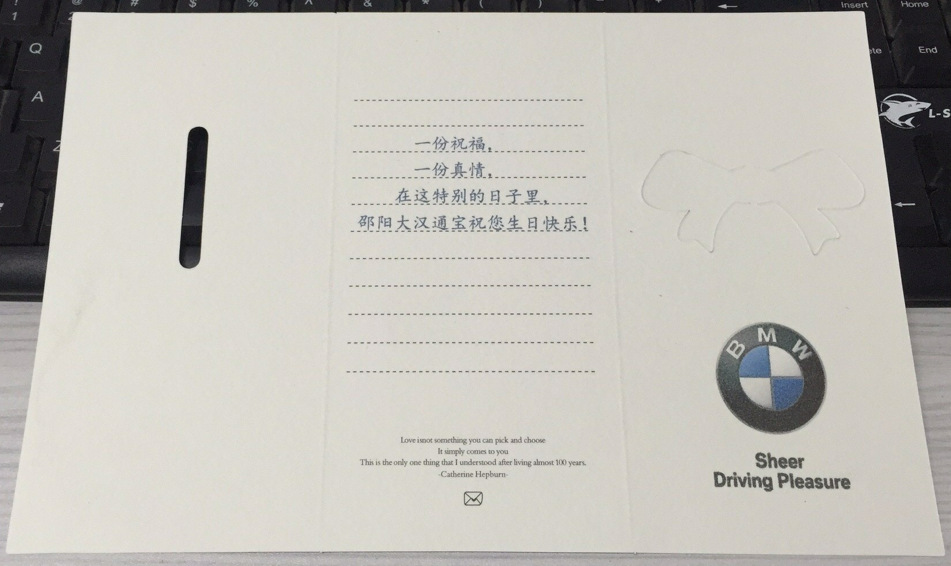 Insert
Home
End
Q
A
L-S
一份祝福，
一份真情，
在这特别的日子里，
邵阳大汉通宝祝您生日快乐！
Love isnot something you can pick and choose
It simply comes to you
This is the only one thing that I understood after living almost 100 years.
-Catherine Hepburn-
BMW
Sheer
Driving Pleasure